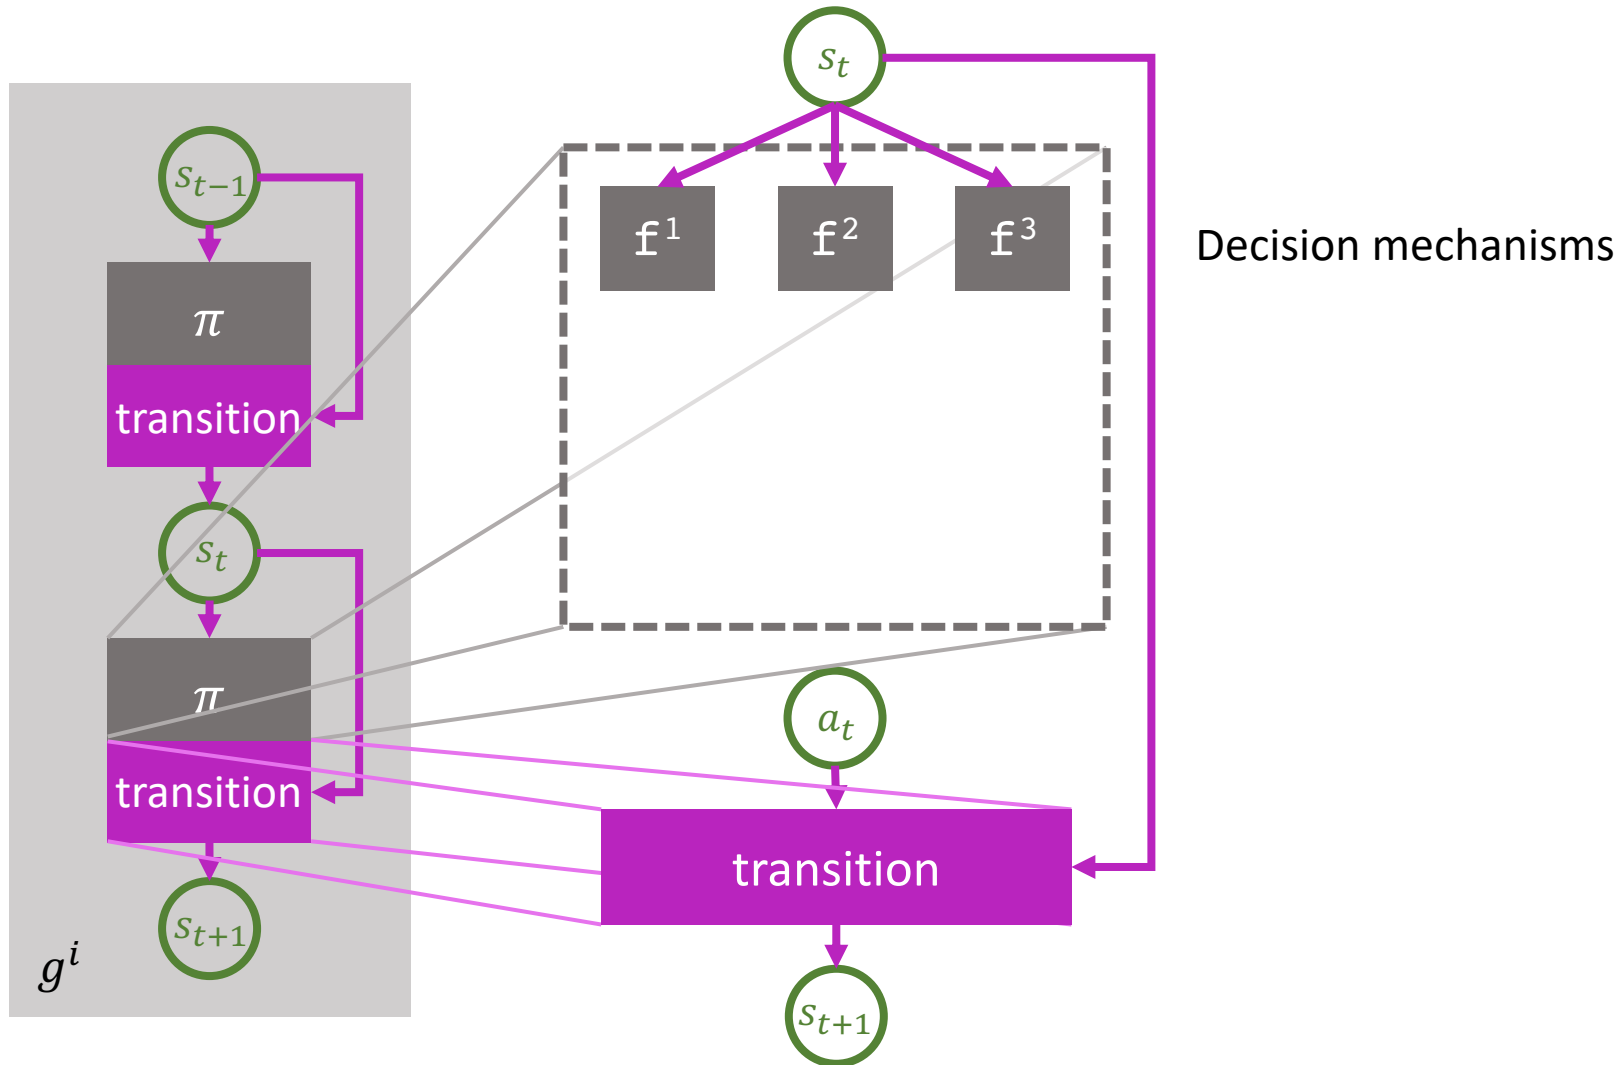 s_{t−1}
π
transition
s_t
π
transition
s_{t+1}
g^i
s_t
f^1 f^2 f^3
Decision mechanisms
a_t
transition
s_{t+1}